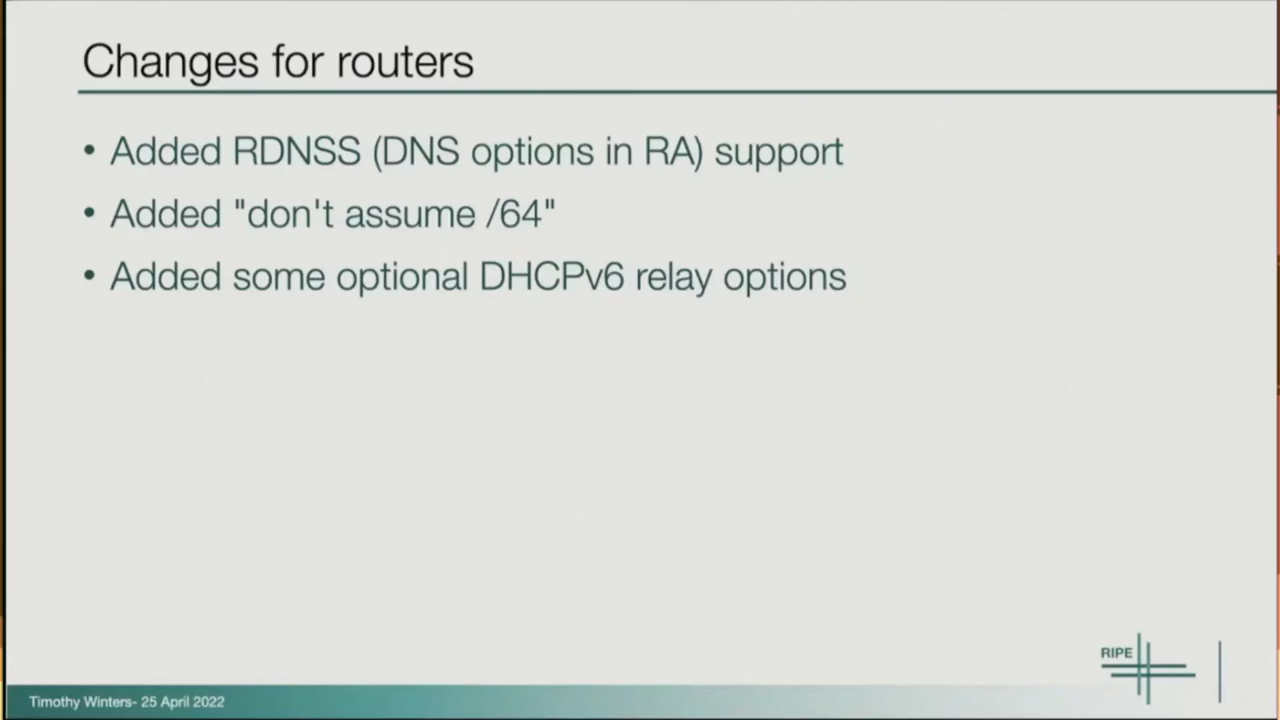 Changes for routers
• Added RDNSS (DNS options in RA) support
• Added "don't assume /64"
• Added some optional DHCPv6 relay options
RIPE
Timothy Winters- 25 April 2022